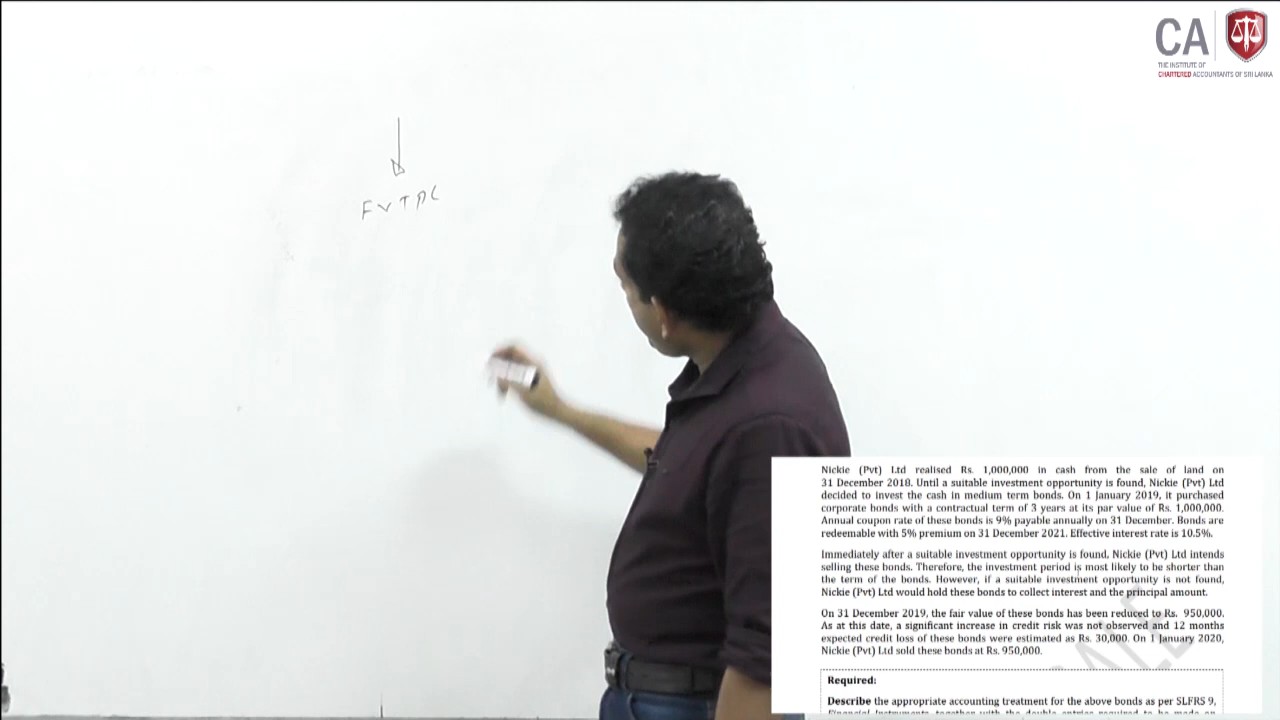 CA
THE INSTITUTE OF
CHARTERED ACCOUNTANTS OF SRI LANKA
FVTPL
Nickie (Pvt) Ltd realised Rs. 1,000,000 in cash from the sale of land on
31 December 2018. Until a suitable investment opportunity is found, Nickie (Pvt) Ltd
decided to invest the cash in medium term bonds. On 1 January 2019, it purchased
corporate bonds with a contractual term of 3 years at its par value of Rs. 1,000,000.
Annual coupon rate of these bonds is 9% payable annually on 31 December. Bonds are
redeemable with 5% premium on 31 December 2021. Effective interest rate is 10.5%.
Immediately after a suitable investment opportunity is found, Nickie (Pvt) Ltd intends
selling these bonds. Therefore, the investment period is most likely to be shorter than
the term of the bonds. However, if a suitable investment opportunity is not found,
Nickie (Pvt) Ltd would hold these bonds to collect interest and the principal amount.
On 31 December 2019, the fair value of these bonds has been reduced to Rs. 950,000.
As at this date, a significant increase in credit risk was not observed and 12 months
expected credit loss of these bonds were estimated as Rs. 30,000. On 1 January 2020,
Nickie (Pvt) Ltd sold these bonds at Rs. 950,000.
Required:
Describe the appropriate accounting treatment for the above bonds as per SLFRS 9,